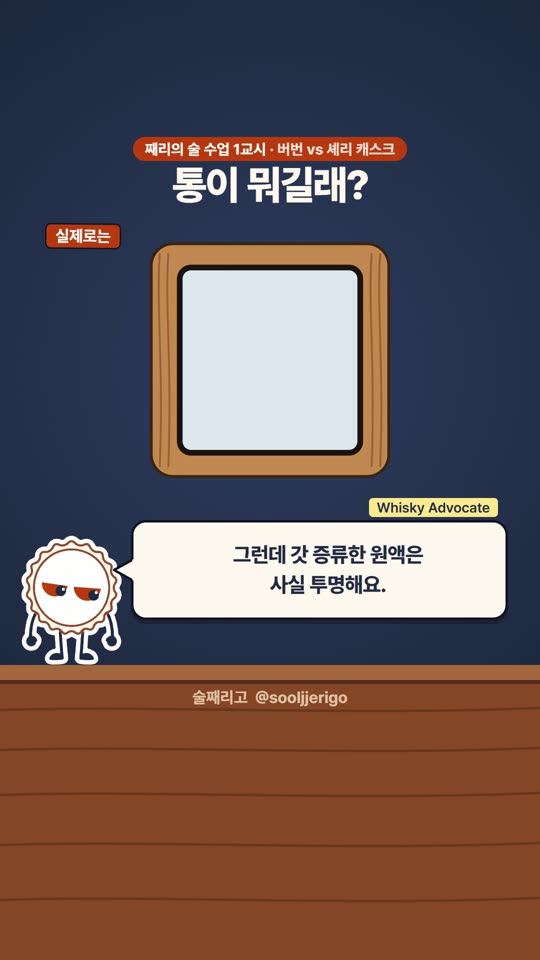 째리의 술 수업 1교시 · 버번 vs 셰리 캐스크
통이 뭐길래?
실제로는
Whisky Advocate
그런데 갓 증류한 원액은
사실 투명해요.
술째리고 @sooljjerigo